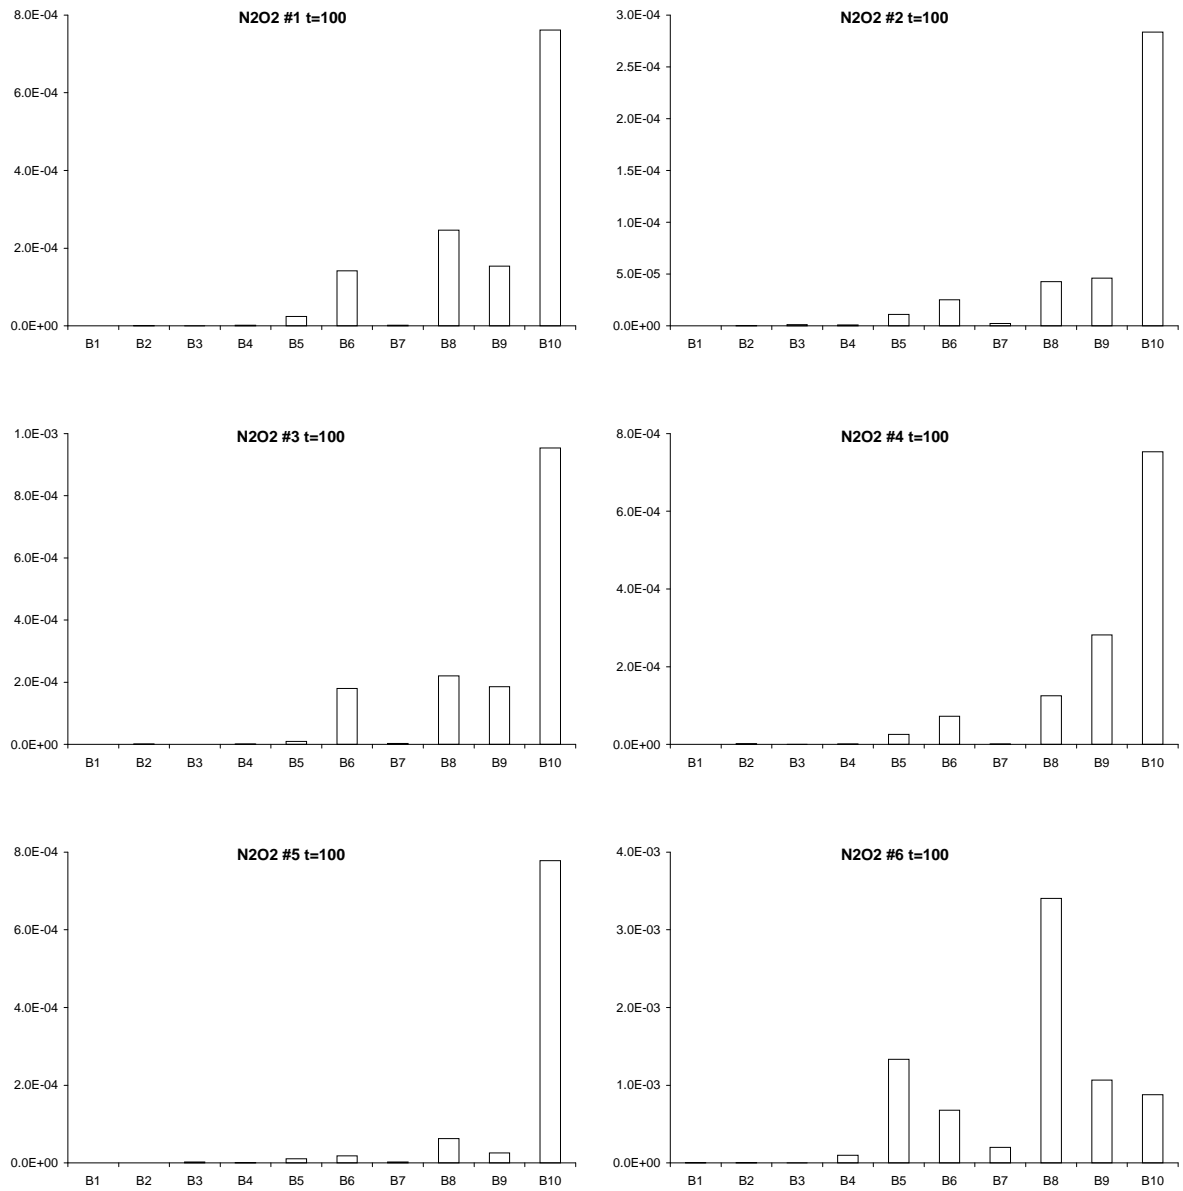 N2O2 #1 t=100
8.0E-04
6.0E-04
4.0E-04
2.0E-04
0.0E+00
B1 B2 B3 B4 B5 B6 B7 B8 B9 B10
N2O2 #2 t=100
3.0E-04
2.5E-04
2.0E-04
1.5E-04
1.0E-04
5.0E-05
0.0E+00
B1 B2 B3 B4 B5 B6 B7 B8 B9 B10
N2O2 #3 t=100
1.0E-03
8.0E-04
6.0E-04
4.0E-04
2.0E-04
0.0E+00
B1 B2 B3 B4 B5 B6 B7 B8 B9 B10
N2O2 #4 t=100
8.0E-04
6.0E-04
4.0E-04
2.0E-04
0.0E+00
B1 B2 B3 B4 B5 B6 B7 B8 B9 B10
N2O2 #5 t=100
8.0E-04
6.0E-04
4.0E-04
2.0E-04
0.0E+00
B1 B2 B3 B4 B5 B6 B7 B8 B9 B10
N2O2 #6 t=100
4.0E-03
3.0E-03
2.0E-03
1.0E-03
0.0E+00
B1 B2 B3 B4 B5 B6 B7 B8 B9 B10